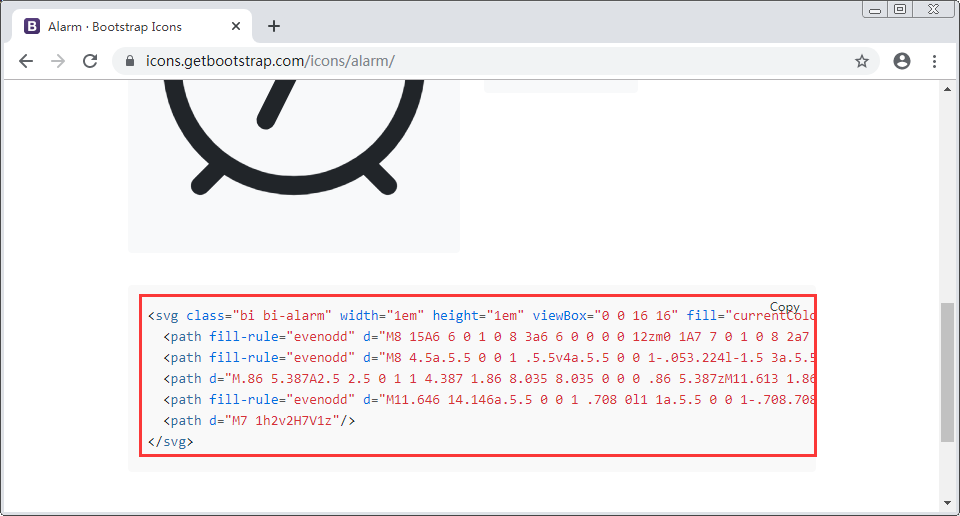 B Alarm · Bootstrap Icons
icons.getbootstrap.com/icons/alarm/
Copy
<svg class="bi bi-alarm" width="1em" height="1em" viewBox="0 0 16 16" fill="currentColo
<path fill-rule="evenodd" d="M8 15A6 6 0 1 0 8 3a6 6 0 0 0 0 12zm0 1A7 7 0 1 0 8 2a7
<path fill-rule="evenodd" d="M8 4.5a.5.5 0 0 1 .5.5v4a.5.5 0 0 1-.053.224l-1.5 3a.5.5
<path d="M.86 5.387A2.5 2.5 0 1 1 4.387 1.86 8.035 8.035 0 0 0 .86 5.387zM11.613 1.86
<path fill-rule="evenodd" d="M11.646 14.146a.5.5 0 0 1 .708 0l1 1a.5.5 0 0 1-.708.708
<path d="M7 1h2v2H7V1z"/>
</svg>